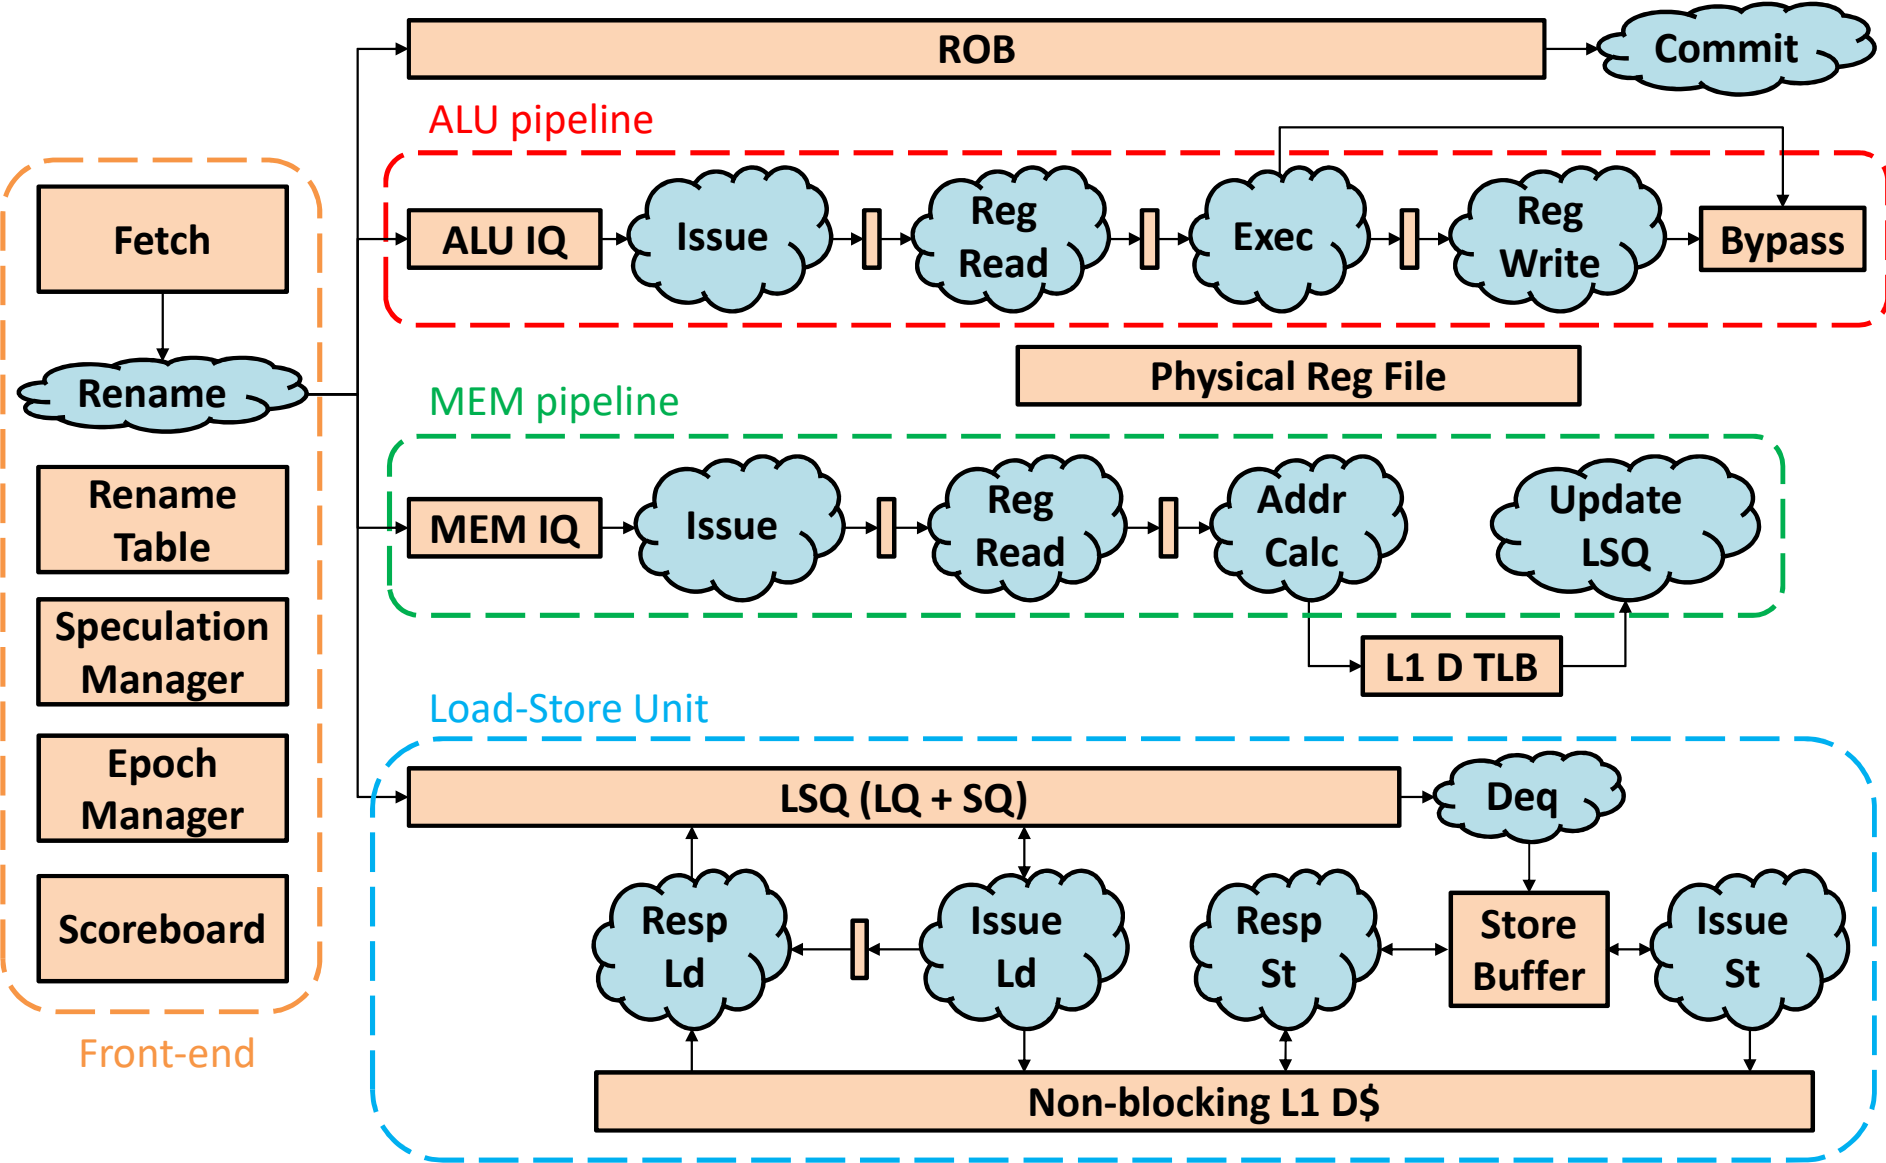 ROB
Commit
ALU pipeline
Fetch
ALU IQ
Issue
Reg
Read
Exec
Reg
Write
Bypass
Physical Reg File
Rename
MEM pipeline
Rename
Table
MEM IQ
Issue
Reg
Read
Addr
Calc
Update
LSQ
Speculation
Manager
L1 D TLB
Load-Store Unit
Epoch
Manager
LSQ (LQ + SQ)
Deq
Scoreboard
Resp
Ld
Issue
Ld
Resp
St
Store
Buffer
Issue
St
Front-end
Non-blocking L1 D$